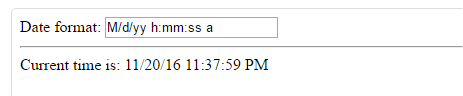 Date format: M/d/yy h:mm:ss a
Current time is: 11/20/16 11:37:59 PM